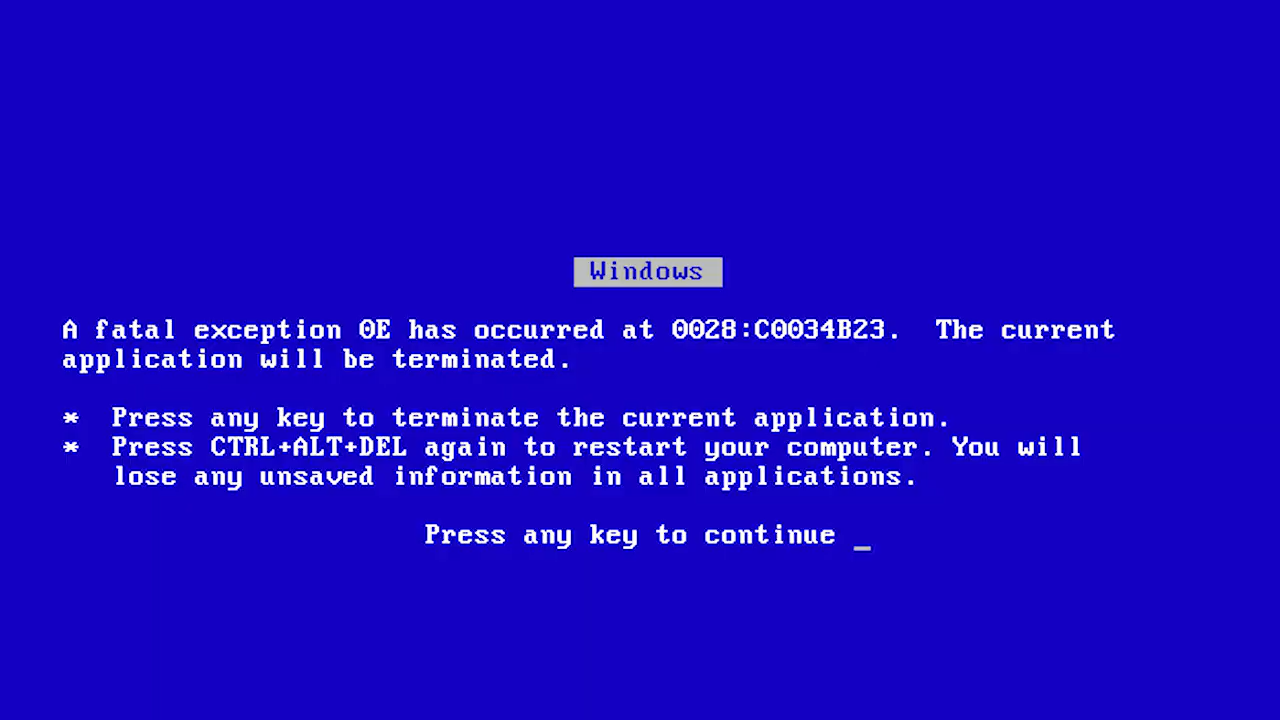 Windows
A fatal exception 0E has occurred at 0028:C0034B23. The current
application will be terminated.
* Press any key to terminate the current application.
* Press CTRL+ALT+DEL again to restart your computer. You will
lose any unsaved information in all applications.
Press any key to continue _